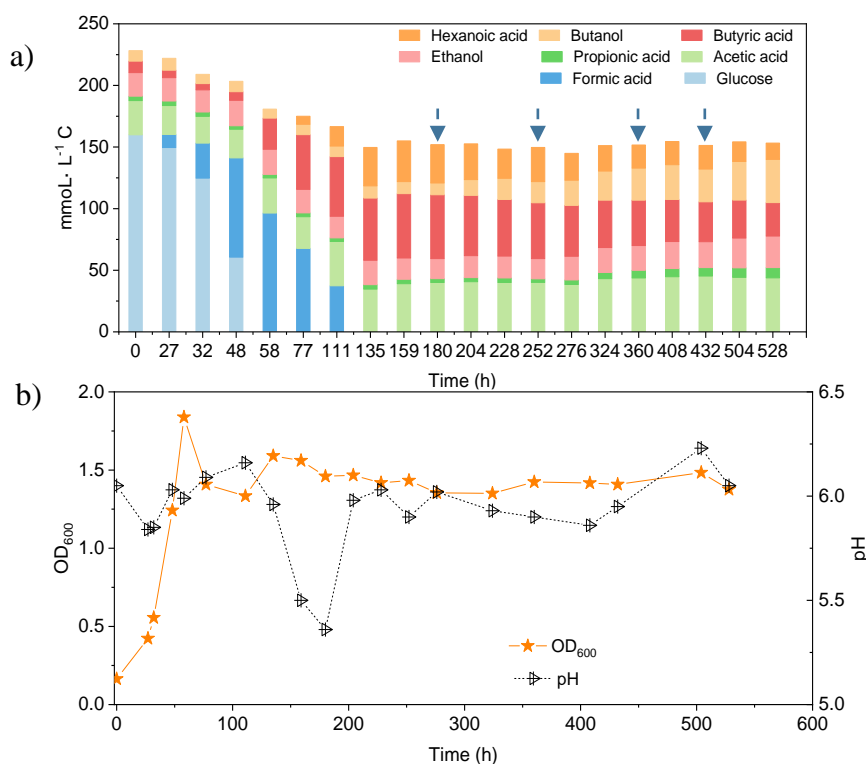 a)
250
200
150
100
50
0
mmoL· L⁻¹ C
Hexanoic acid Butanol Butyric acid
Ethanol Propionic acid Acetic acid
Formic acid Glucose
0 27 32 48 58 77 111 135 159 180 204 228 252 276 324 360 408 432 504 528
Time (h)
b)
2.0
1.5
1.0
0.5
0.0
OD₆₀₀
6.5
6.0
5.5
5.0
pH
OD₆₀₀
pH
0 100 200 300 400 500 600
Time (h)